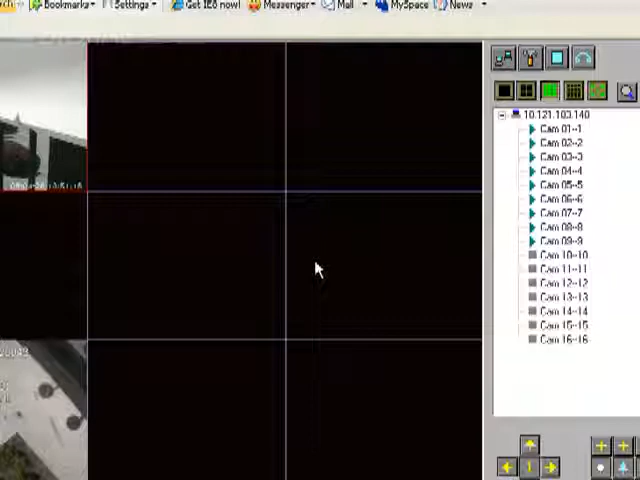 Bookmarks Settings Get IE8 now! Messenger Mail MySpace News
10.121.103.140
Cam 01--1
Cam 02--2
Cam 03--3
Cam 04--4
Cam 05--5
Cam 06--6
Cam 07--7
Cam 08--8
Cam 09--9
Cam 10--10
Cam 11--11
Cam 12--12
Cam 13--13
Cam 14--14
Cam 15--15
Cam 16--16
1